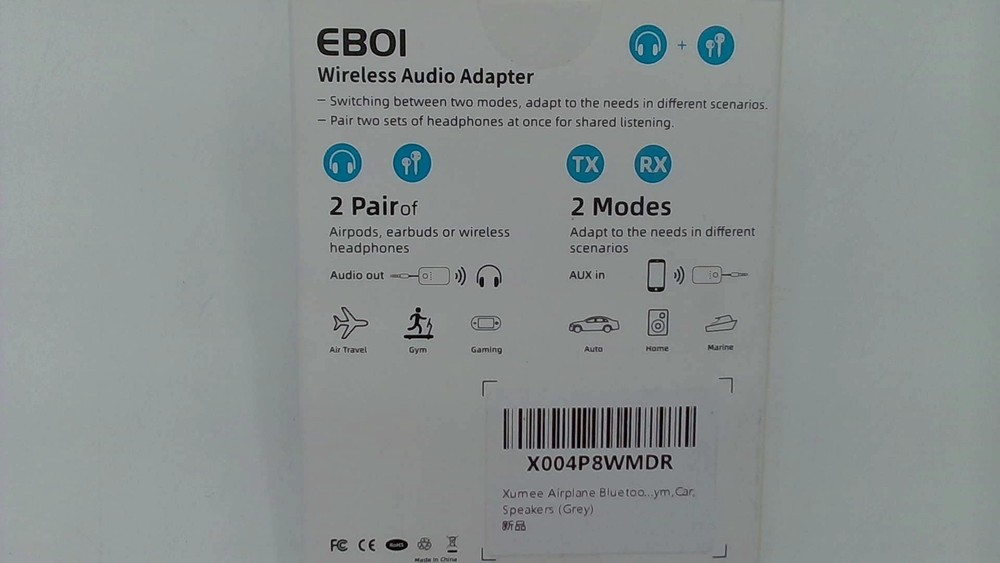 EBOI
+
Wireless Audio Adapter
– Switching between two modes, adapt to the needs in different scenarios.
– Pair two sets of headphones at once for shared listening.
TX RX
2 Pair of
2 Modes
Airpods, earbuds or wireless
headphones
Adapt to the needs in different
scenarios
Audio out
AUX in
Air Travel Gym Gaming
Auto Home Marine
X004P8WMDR
Xumee Airplane Bluetoo...ym,Car,
Speakers (Grey)
新品
FC CE RoHS
Made in China